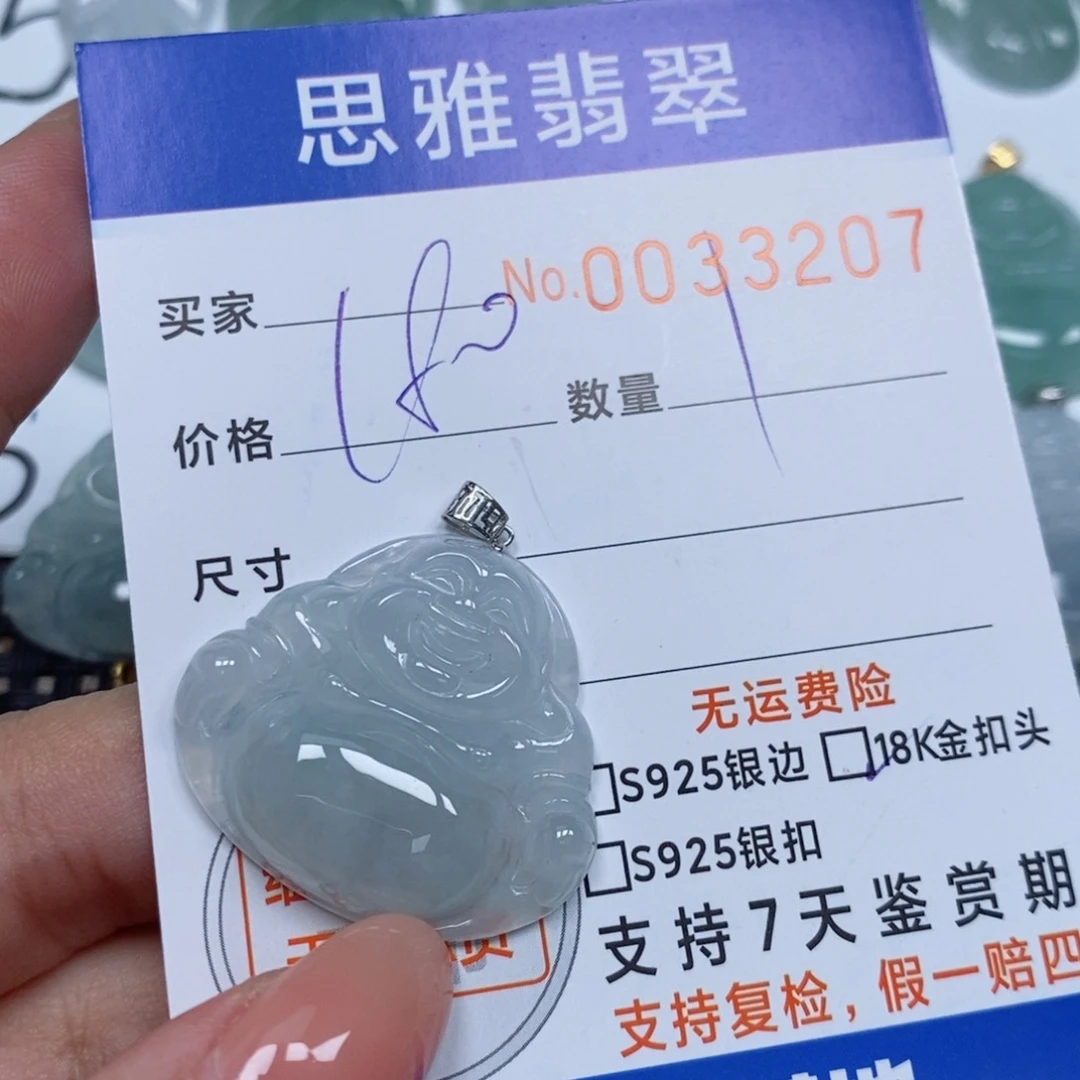 思雅翡翠
No.0033207
买家
价格 数量 1
尺寸
无运费险
S925银边 18K金扣头
S925银扣
支持7天鉴赏期
支持复检，假一赔四